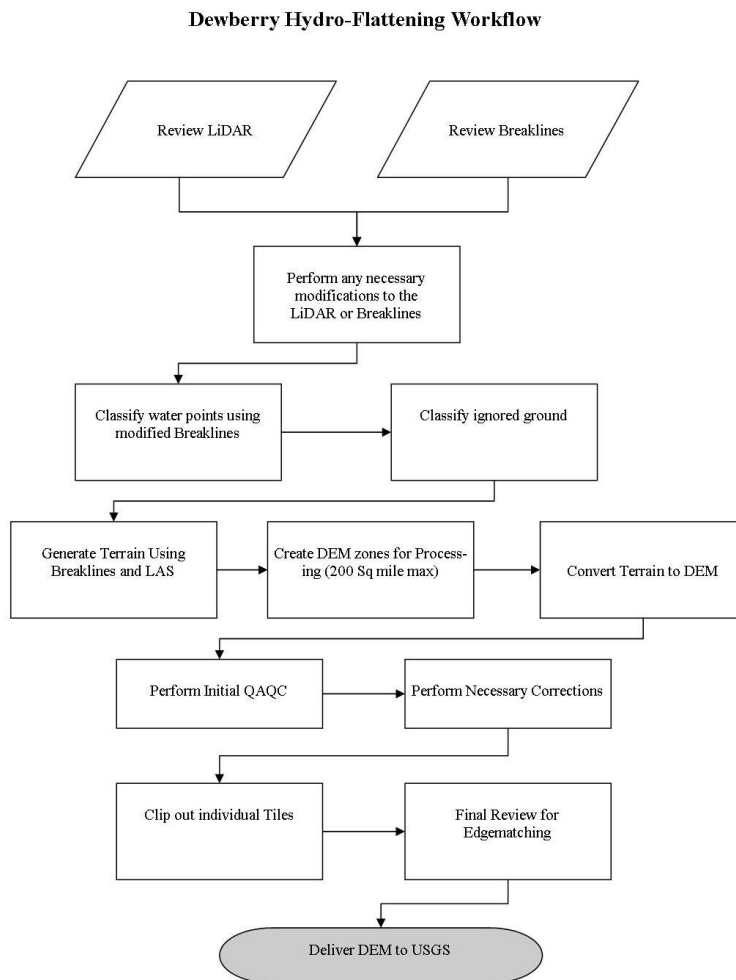 Dewberry Hydro-Flattening Workflow
Review LiDAR
Review Breaklines
Perform any necessary
modifications to the
LiDAR or Breaklines
Classify water points using
modified Breaklines
Classify ignored ground
Generate Terrain Using
Breaklines and LAS
Create DEM zones for Process-
ing (200 Sq mile max)
Convert Terrain to DEM
Perform Initial QAQC
Perform Necessary Corrections
Clip out individual Tiles
Final Review for
Edgematching
Deliver DEM to USGS